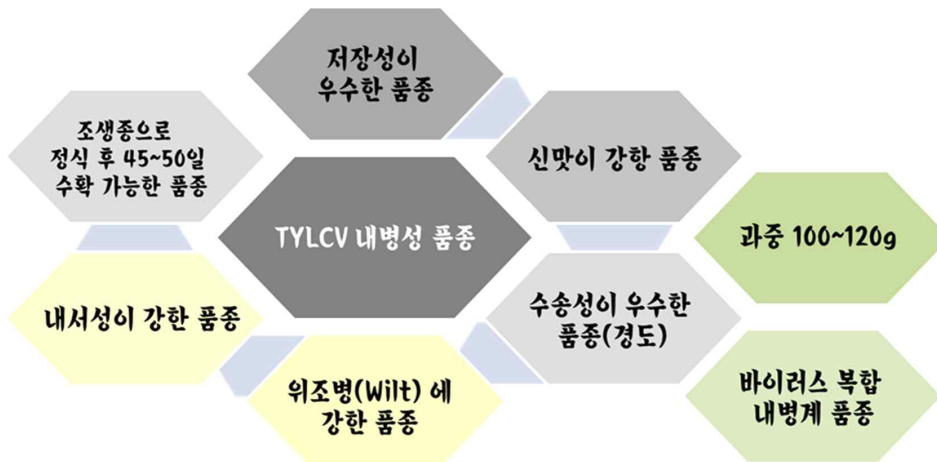 저장성이
우수한 품종
조생종으로
정식 후 45~50일
수확 가능한 품종
신맛이 강항 품종
TYLCV 내병성 품종
과중 100~120g
내서성이 강한 품종
수송성이 우수한
품종(경도)
위조병(Wilt) 에
강한 품종
바이러스 복합
내병계 품종